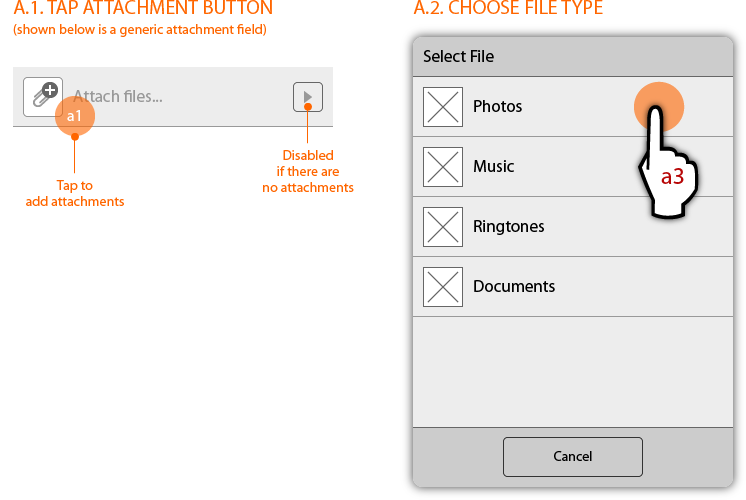 A.1. TAP ATTACHMENT BUTTON
(shown below is a generic attachment field)
Attach files...
a1
Tap to
add attachments
Disabled
if there are
no attachments
A.2. CHOOSE FILE TYPE
Select File
Photos
a3
Music
Ringtones
Documents
Cancel